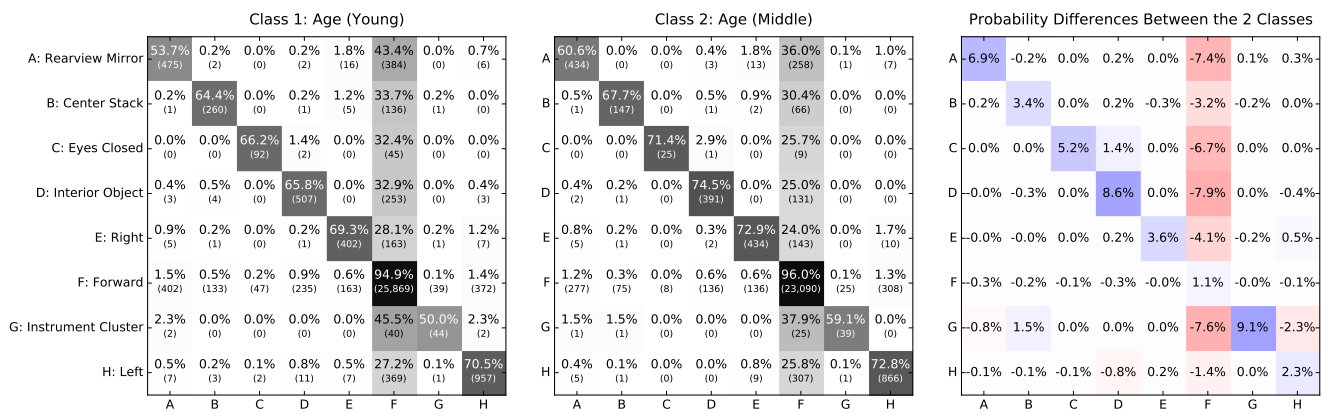 Class 1: Age (Young)
Class 2: Age (Middle)
Probability Differences Between the 2 Classes
A: Rearview Mirror 53.7% 0.2% 0.0% 0.2% 1.8% 43.4% 0.0% 0.7% A 60.6% 0.0% 0.0% 0.4% 1.8% 36.0% 0.1% 1.0% A 6.9% -0.2% 0.0% 0.2% 0.0% -7.4% 0.1% 0.3%
(475) (2) (0) (2) (16) (384) (0) (6) (434) (0) (0) (3) (13) (258) (1) (7)
B: Center Stack 0.2% 64.4% 0.0% 0.2% 1.2% 33.7% 0.2% 0.0% B 0.5% 67.7% 0.0% 0.5% 0.9% 30.4% 0.0% 0.0% B 0.2% 3.4% 0.0% 0.2% -0.3% -3.2% -0.2% 0.0%
(1) (260) (0) (1) (5) (136) (1) (0) (1) (147) (0) (1) (2) (66) (0) (0)
C: Eyes Closed 0.0% 0.0% 66.2% 1.4% 0.0% 32.4% 0.0% 0.0% C 0.0% 0.0% 71.4% 2.9% 0.0% 25.7% 0.0% 0.0% C 0.0% 0.0% 5.2% 1.4% 0.0% -6.7% 0.0% 0.0%
(0) (0) (92) (2) (0) (45) (0) (0) (0) (0) (25) (1) (0) (9) (0) (0)
D: Interior Object 0.4% 0.5% 0.0% 65.8% 0.0% 32.9% 0.0% 0.4% D 0.4% 0.2% 0.0% 74.5% 0.0% 25.0% 0.0% 0.0% D -0.0% -0.3% 0.0% 8.6% 0.0% -7.9% 0.0% -0.4%
(3) (4) (0) (507) (0) (253) (0) (3) (2) (1) (0) (391) (0) (131) (0) (0)
E: Right 0.9% 0.2% 0.0% 0.2% 69.3% 28.1% 0.2% 1.2% E 0.8% 0.2% 0.0% 0.3% 72.9% 24.0% 0.0% 1.7% E -0.0% -0.0% 0.0% 0.2% 3.6% -4.1% -0.2% 0.5%
(5) (1) (0) (1) (402) (163) (1) (7) (5) (1) (0) (2) (434) (143) (0) (10)
F: Forward 1.5% 0.5% 0.2% 0.9% 0.6% 94.9% 0.1% 1.4% F 1.2% 0.3% 0.0% 0.6% 0.6% 96.0% 0.1% 1.3% F -0.3% -0.2% -0.1% -0.3% -0.0% 1.1% -0.0% -0.1%
(402) (133) (47) (235) (163) (25,869) (39) (372) (277) (75) (8) (136) (136) (23,090) (25) (308)
G: Instrument Cluster 2.3% 0.0% 0.0% 0.0% 0.0% 45.5% 50.0% 2.3% G 1.5% 1.5% 0.0% 0.0% 0.0% 37.9% 59.1% 0.0% G -0.8% 1.5% 0.0% 0.0% 0.0% -7.6% 9.1% -2.3%
(2) (0) (0) (0) (0) (40) (44) (2) (1) (1) (0) (0) (0) (25) (39) (0)
H: Left 0.5% 0.2% 0.1% 0.8% 0.5% 27.2% 0.1% 70.5% H 0.4% 0.1% 0.0% 0.0% 0.8% 25.8% 0.1% 72.8% H -0.1% -0.1% -0.1% -0.8% 0.2% -1.4% 0.0% 2.3%
(7) (3) (2) (11) (7) (369) (1) (957) (5) (1) (0) (0) (9) (307) (1) (866)
A B C D E F G H A B C D E F G H A B C D E F G H